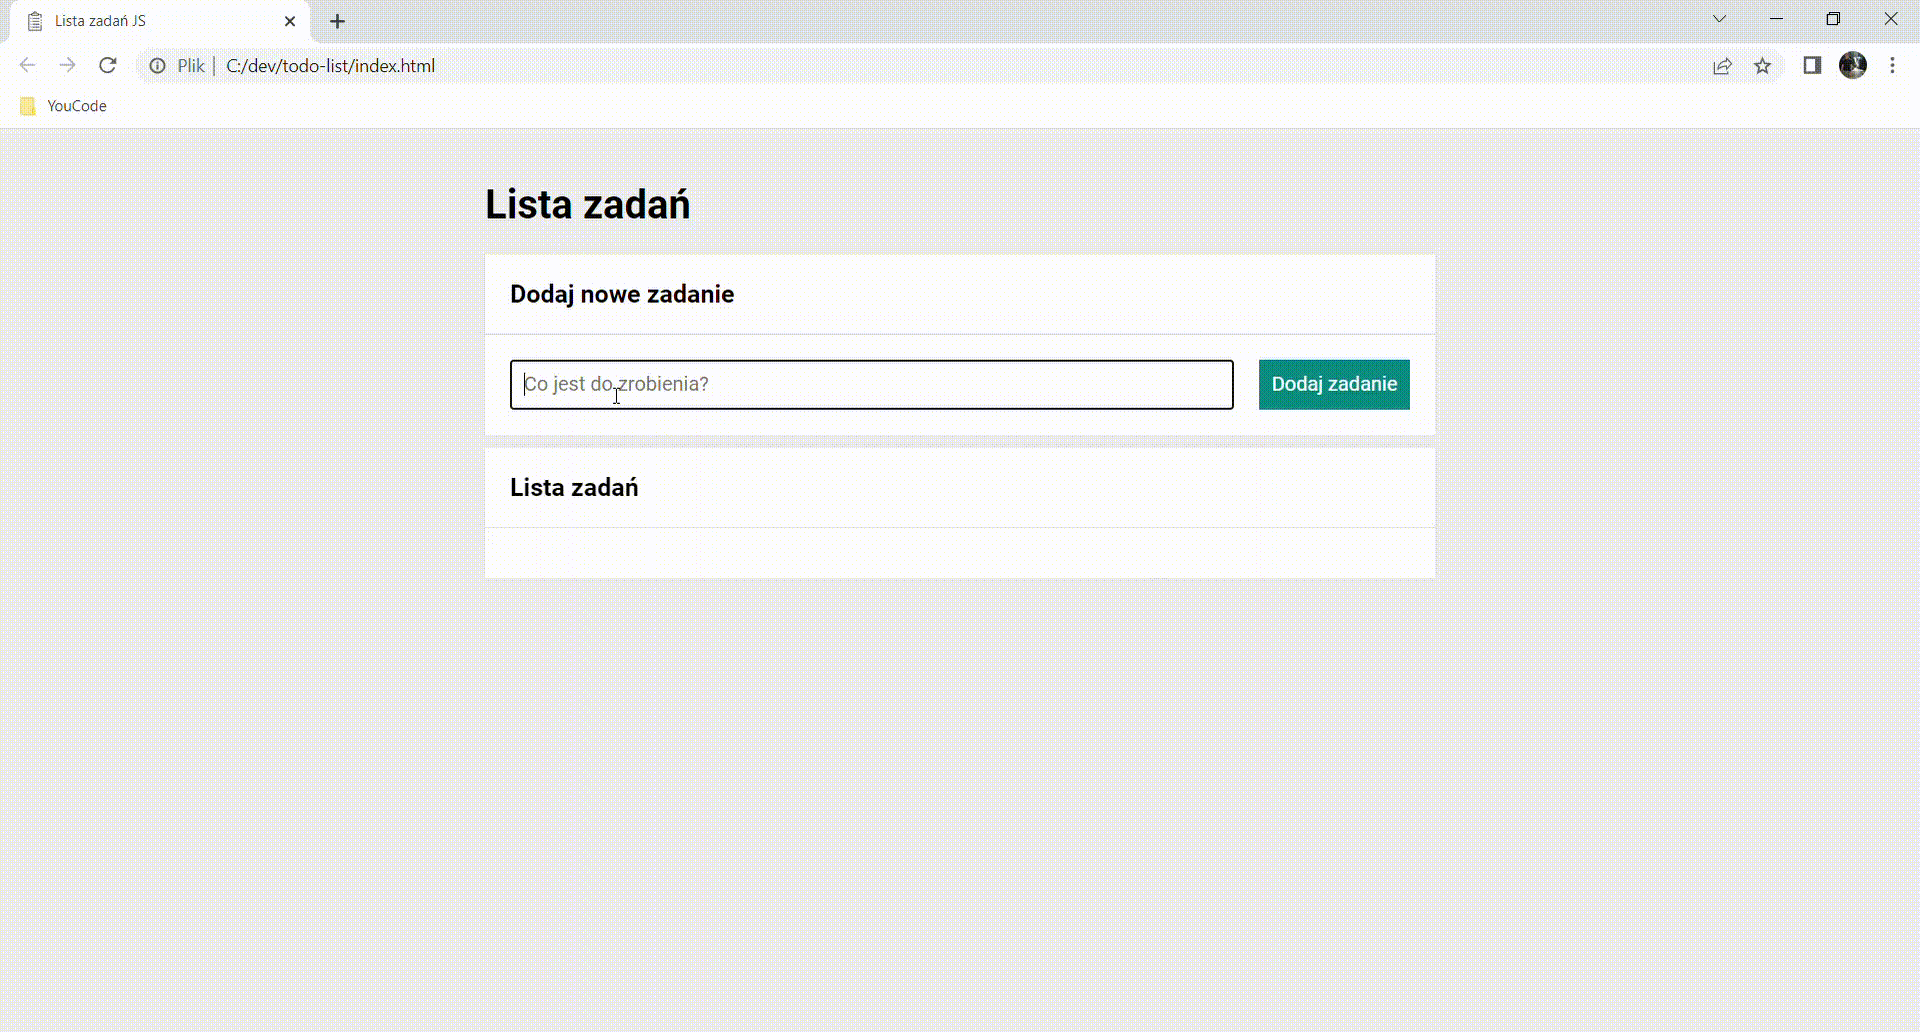 Lista zadań JS
Plik | C:/dev/todo-list/index.html
YouCode
Lista zadań
Dodaj nowe zadanie
Co jest do zrobienia? Dodaj zadanie
Lista zadań